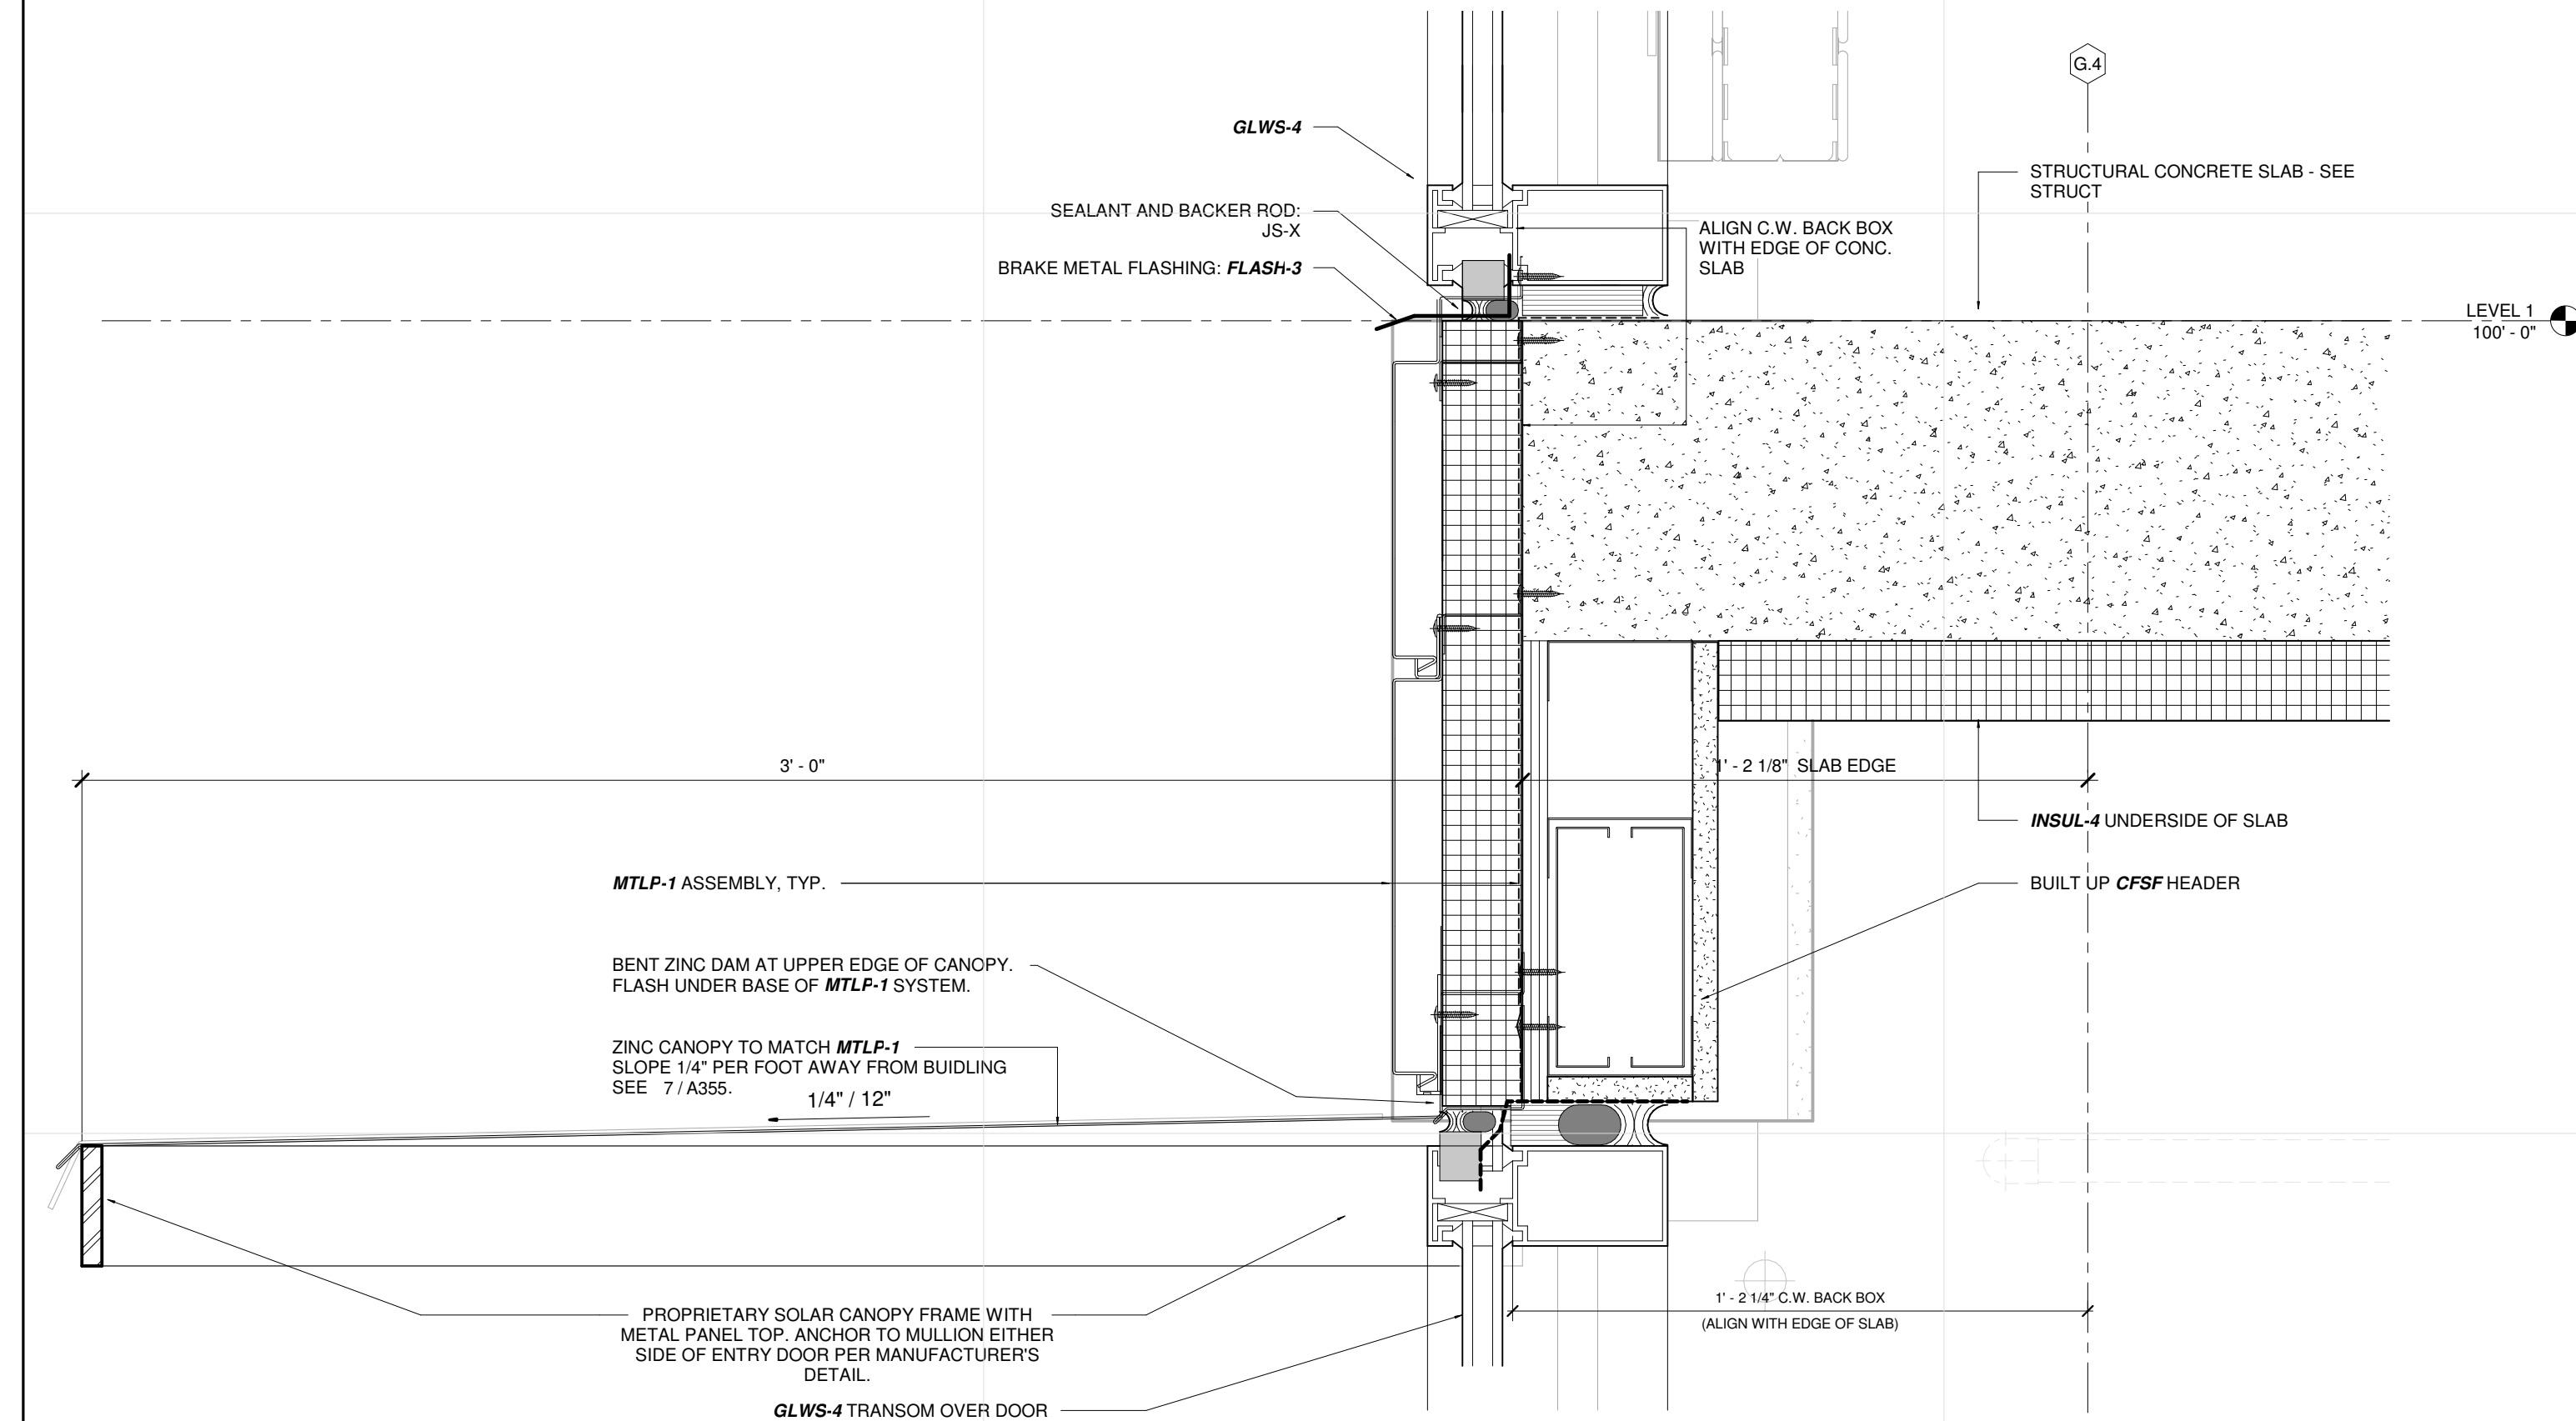 G.4
GLWS-4
STRUCTURAL CONCRETE SLAB - SEE
STRUCT
SEALANT AND BACKER ROD:
JS-X
ALIGN C.W. BACK BOX
WITH EDGE OF CONC.
SLAB
BRAKE METAL FLASHING: FLASH-3
LEVEL 1
100' - 0"
3' - 0"
1' - 2 1/8" SLAB EDGE
INSUL-4 UNDERSIDE OF SLAB
MTLP-1 ASSEMBLY, TYP.
BUILT UP CFSF HEADER
BENT ZINC DAM AT UPPER EDGE OF CANOPY.
FLASH UNDER BASE OF MTLP-1 SYSTEM.
ZINC CANOPY TO MATCH MTLP-1
SLOPE 1/4" PER FOOT AWAY FROM BUIDLING
SEE 7 / A355.
1/4" / 12"
PROPRIETARY SOLAR CANOPY FRAME WITH
METAL PANEL TOP. ANCHOR TO MULLION EITHER
SIDE OF ENTRY DOOR PER MANUFACTURER'S
DETAIL.
1' - 2 1/4" C.W. BACK BOX
(ALIGN WITH EDGE OF SLAB)
GLWS-4 TRANSOM OVER DOOR